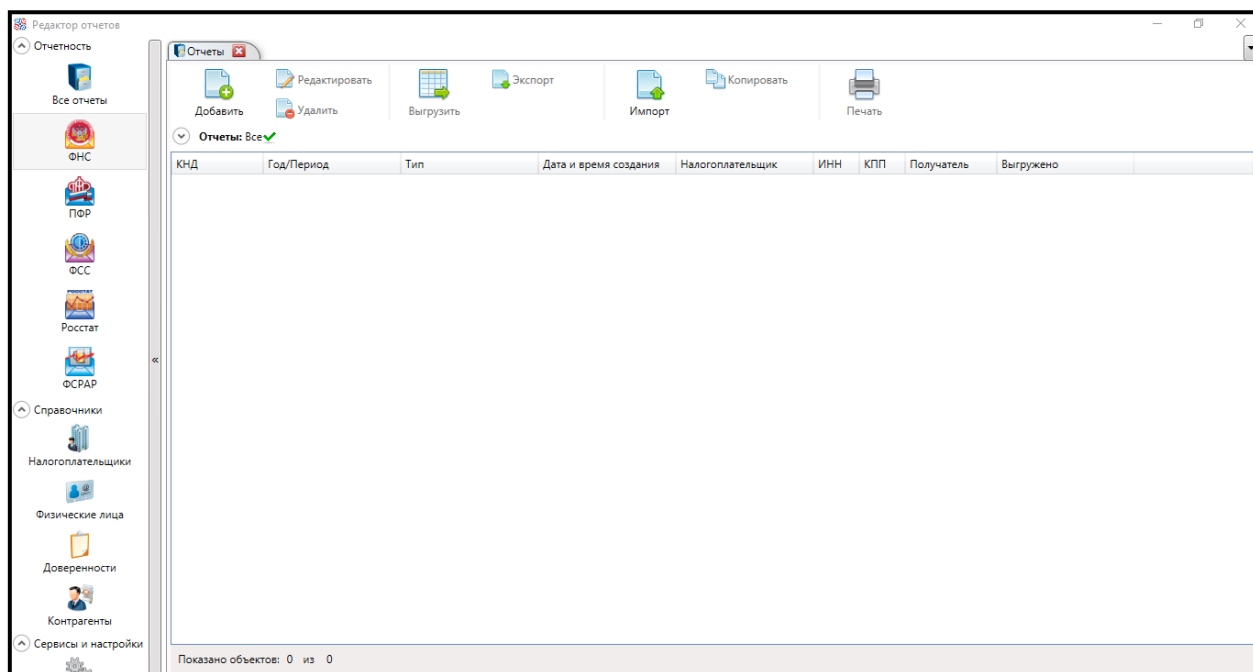 Редактор отчетов
Отчетность
Все отчеты
ФНС
ПФР
ФСС
РОССТАТ
Росстат
ФСРАР
Справочники
Налогоплательщики
Физические лица
Доверенности
Контрагенты
Сервисы и настройки
«
Отчеты
Добавить
Редактировать
Удалить
Выгрузить
Экспорт
Импорт
Копировать
Печать
Отчеты: Все
КНД Год/Период Тип Дата и время создания Налогоплательщик ИНН КПП Получатель Выгружено
Показано объектов: 0 из 0